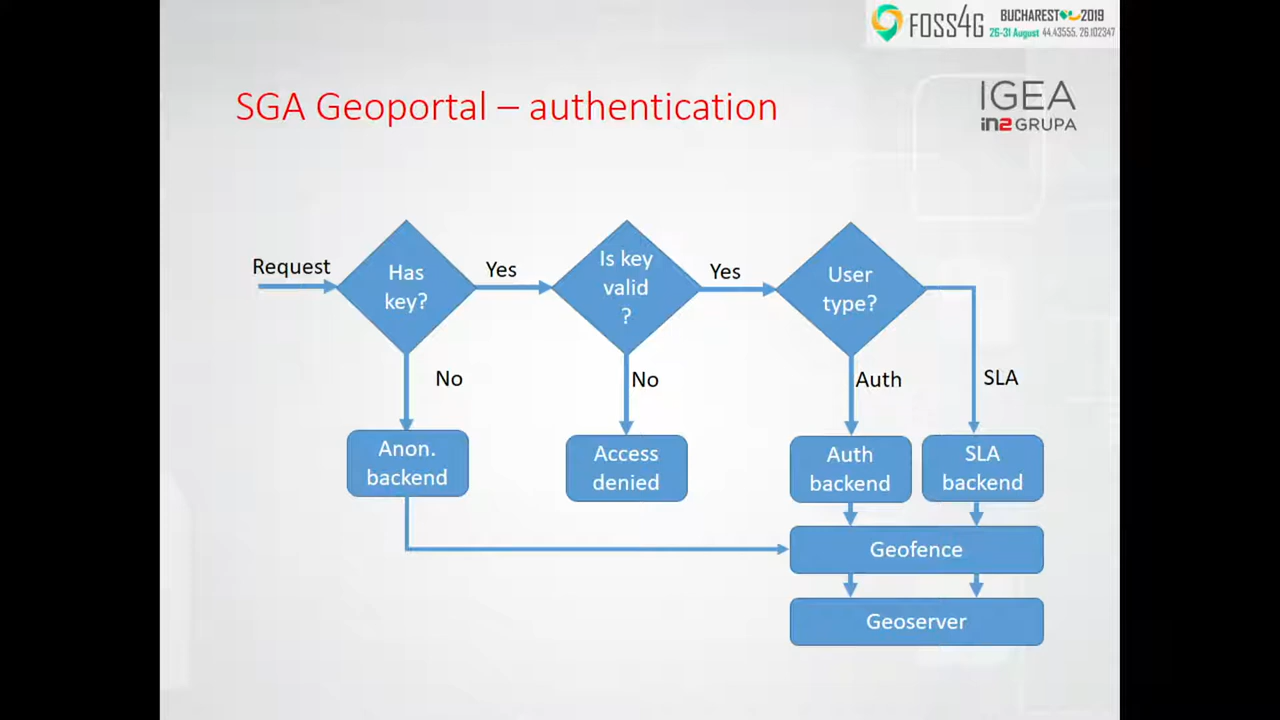 FOSS4G
BUCHAREST 2019
26-31 August 44.43555, 26.102347
SGA Geoportal – authentication
IGEA
in2 GRUPA
Request
Has
key?
Yes
Is key
valid
?
Yes
User
type?
No
No
Auth
SLA
Anon.
backend
Access
denied
Auth
backend
SLA
backend
Geofence
Geoserver